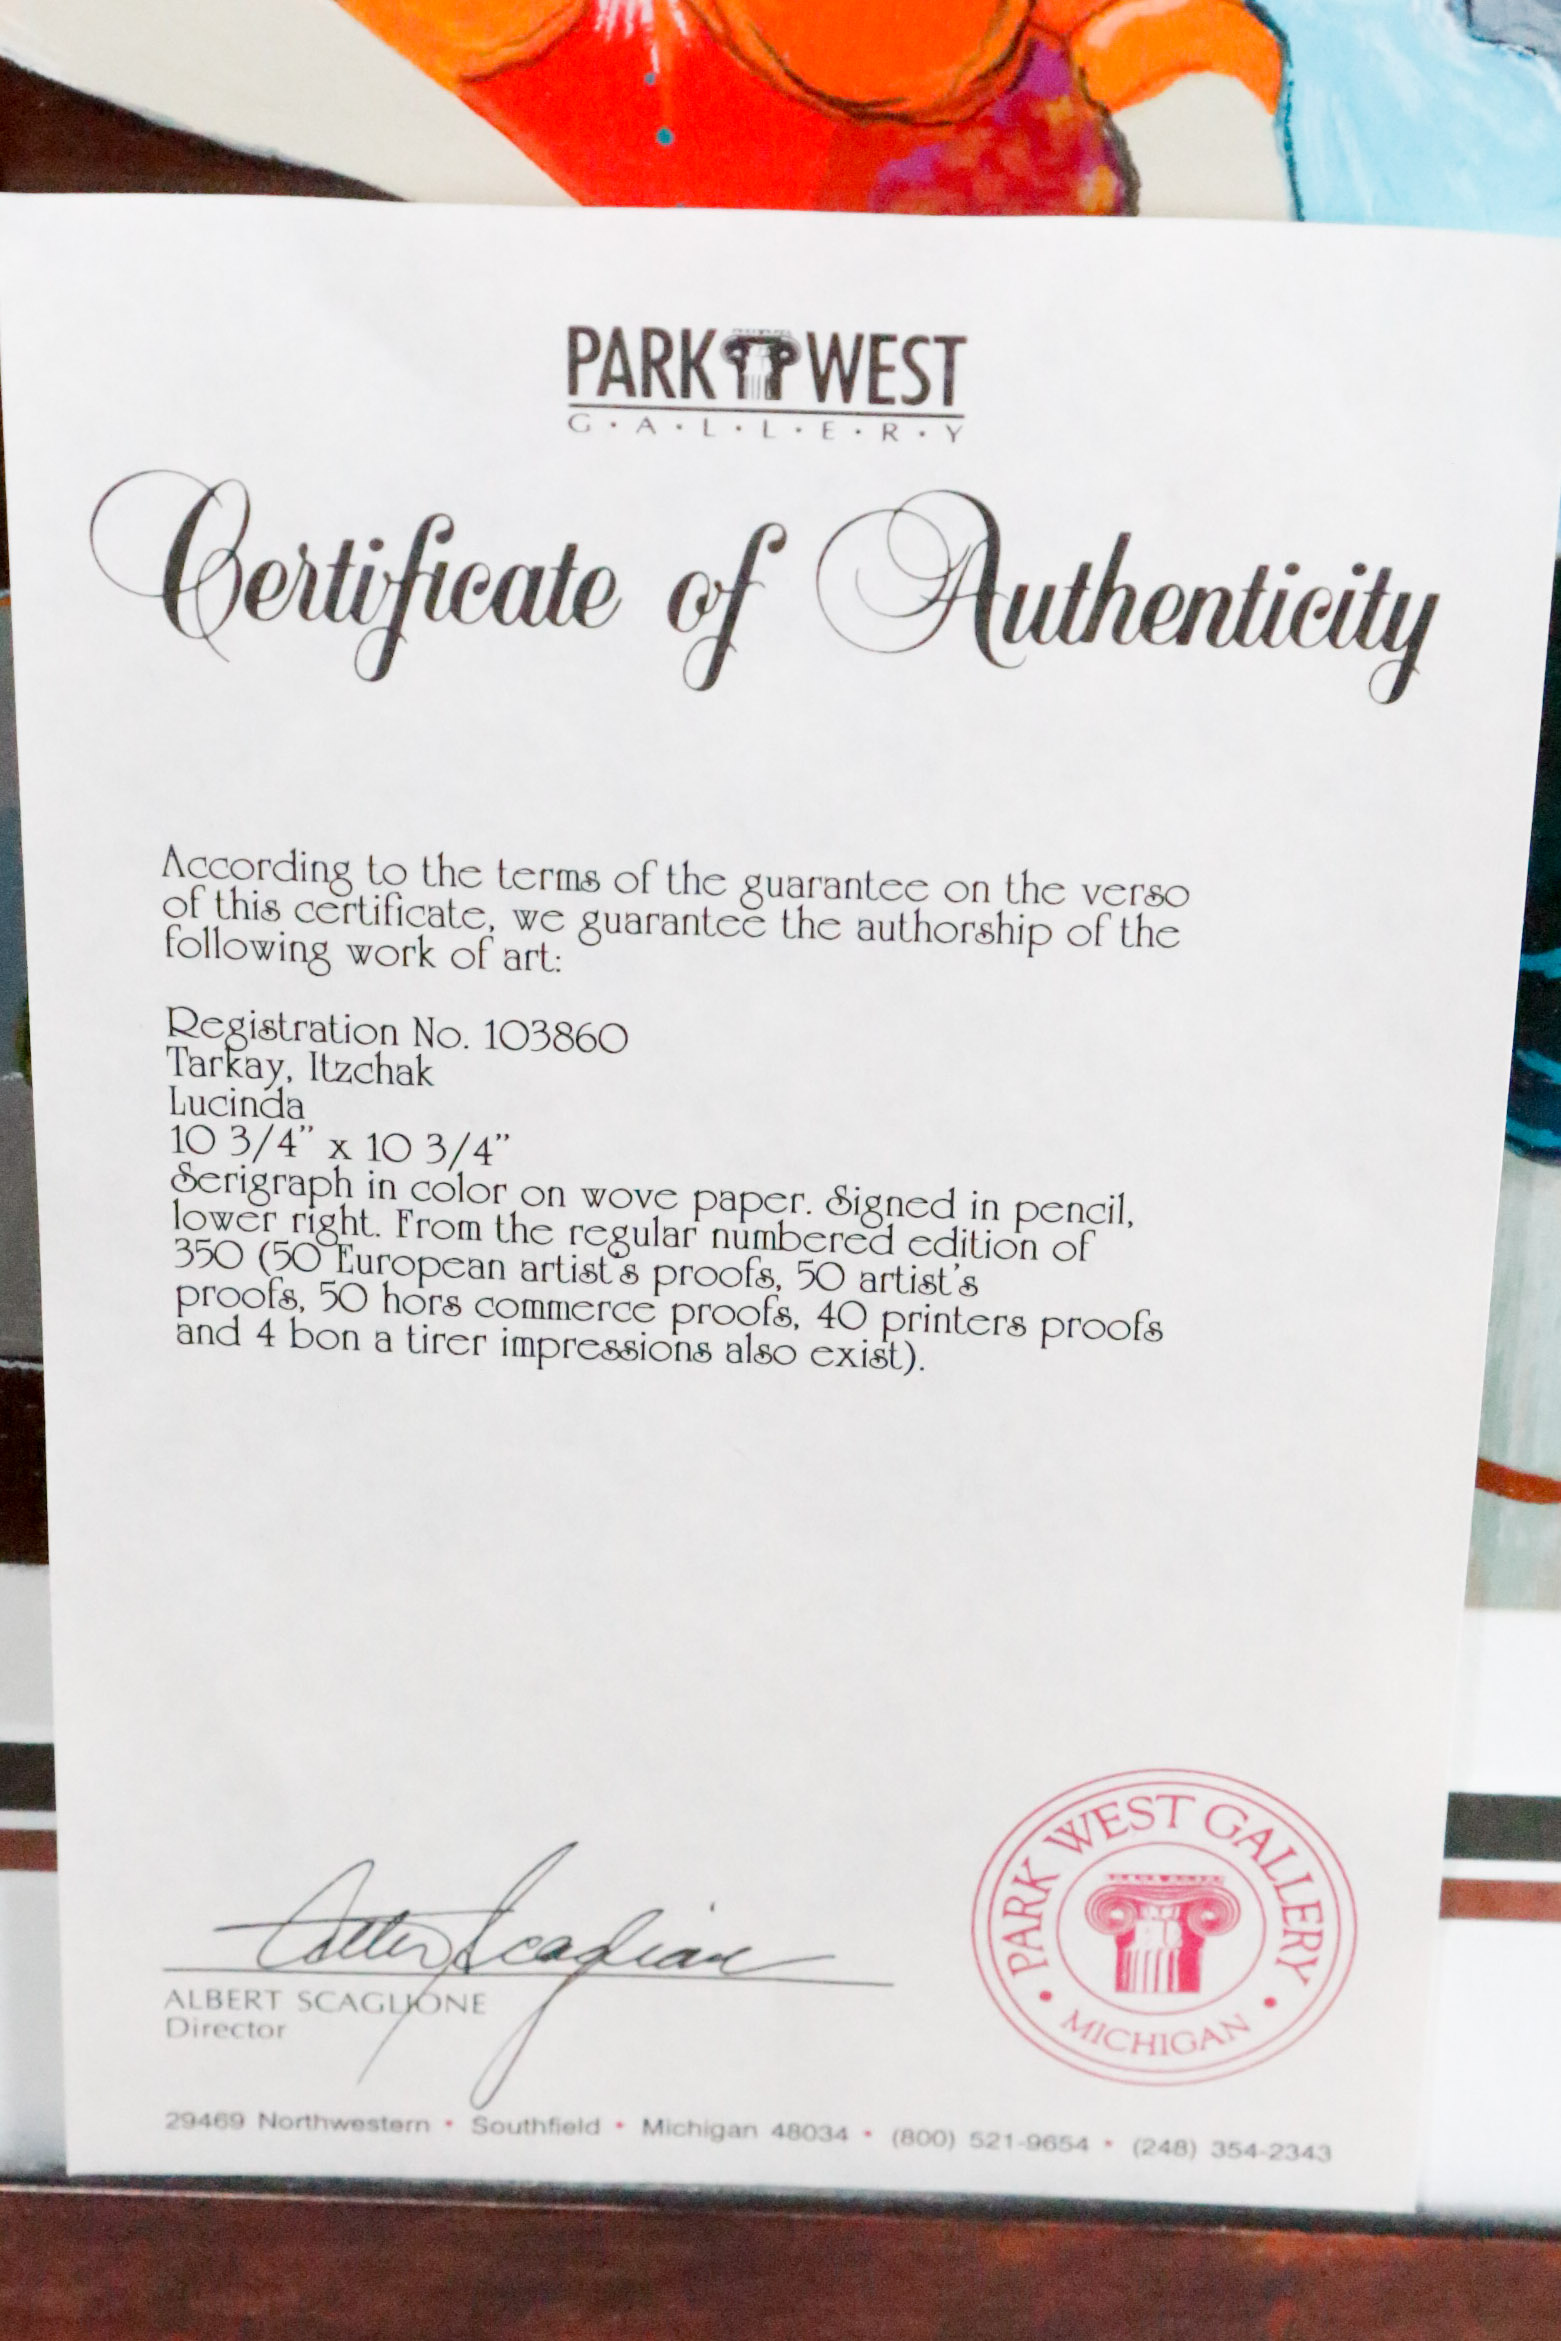 PARK WEST
G·A·L·L·E·R·Y
Certificate of Authenticity
According to the terms of the guarantee on the verso
of this certificate, we guarantee the authorship of the
following work of art:
Registration No. 103860
Tarkay, Itzchak
Lucinda
10 3/4" x 10 3/4"
Serigraph in color on wove paper. Signed in pencil,
lower right. From the regular numbered edition of
350 (50 European artist's proofs, 50 artist's
proofs, 50 hors commerce proofs, 40 printers proofs
and 4 bon a tirer impressions also exist).
Albert Scaglione
ALBERT SCAGLIONE
Director
PARK WEST GALLERY
• MICHIGAN •
29469 Northwestern • Southfield • Michigan 48034 • (800) 521-9654 • (248) 354-2343